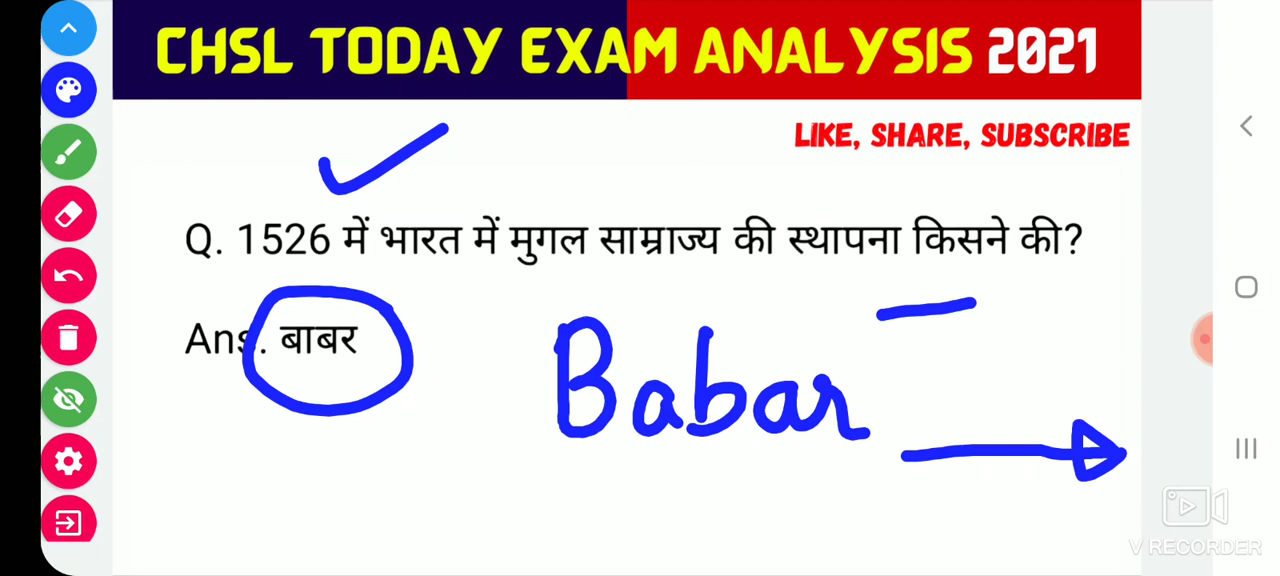 CHSL TODAY EXAM ANALYSIS 2021
LIKE, SHARE, SUBSCRIBE
Q. 1526 में भारत में मुगल साम्राज्य की स्थापना किसने की?
Ans. बाबर
Babar
V RECORDER